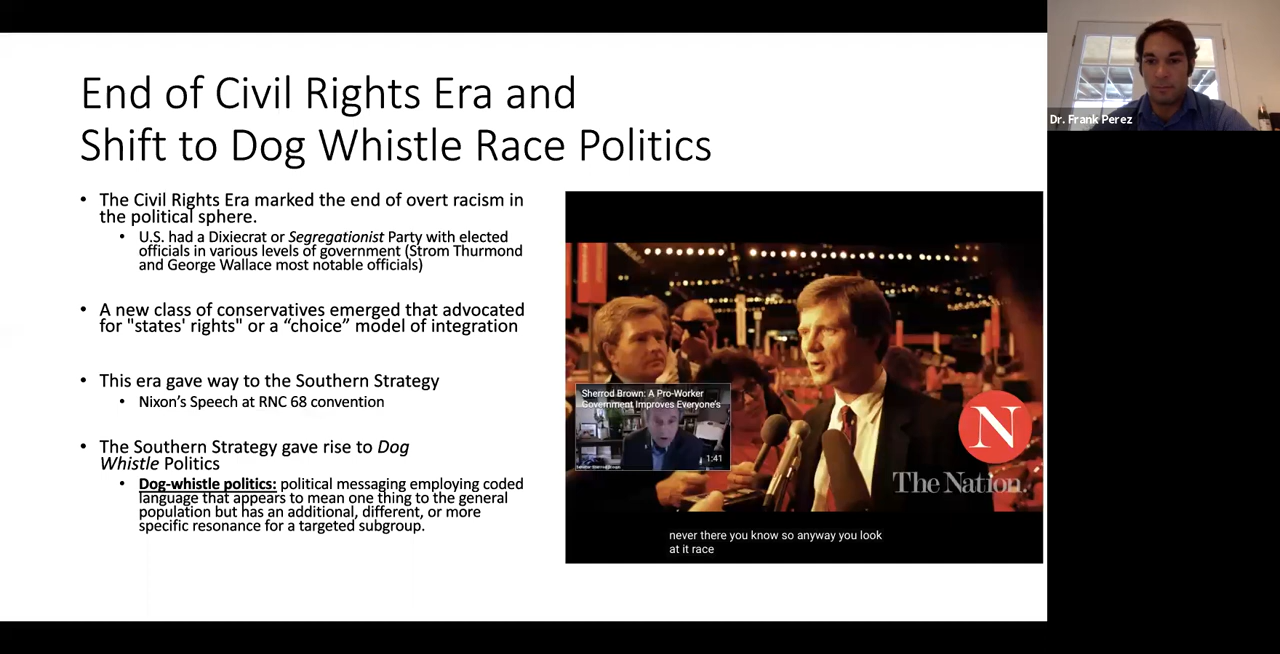 End of Civil Rights Era and
Shift to Dog Whistle Race Politics
• The Civil Rights Era marked the end of overt racism in
the political sphere.
• U.S. had a Dixiecrat or Segregationist Party with elected
officials in various levels of government (Strom Thurmond
and George Wallace most notable officials)
• A new class of conservatives emerged that advocated
for "states' rights" or a “choice” model of integration
• This era gave way to the Southern Strategy
• Nixon’s Speech at RNC 68 convention
• The Southern Strategy gave rise to Dog
Whistle Politics
• Dog-whistle politics: political messaging employing coded
language that appears to mean one thing to the general
population but has an additional, different, or more
specific resonance for a targeted subgroup.
Sherrod Brown: A Pro-Worker
Government Improves Everyone’s
1:41
N
The Nation.
never there you know so anyway you look
at it race
Dr. Frank Perez